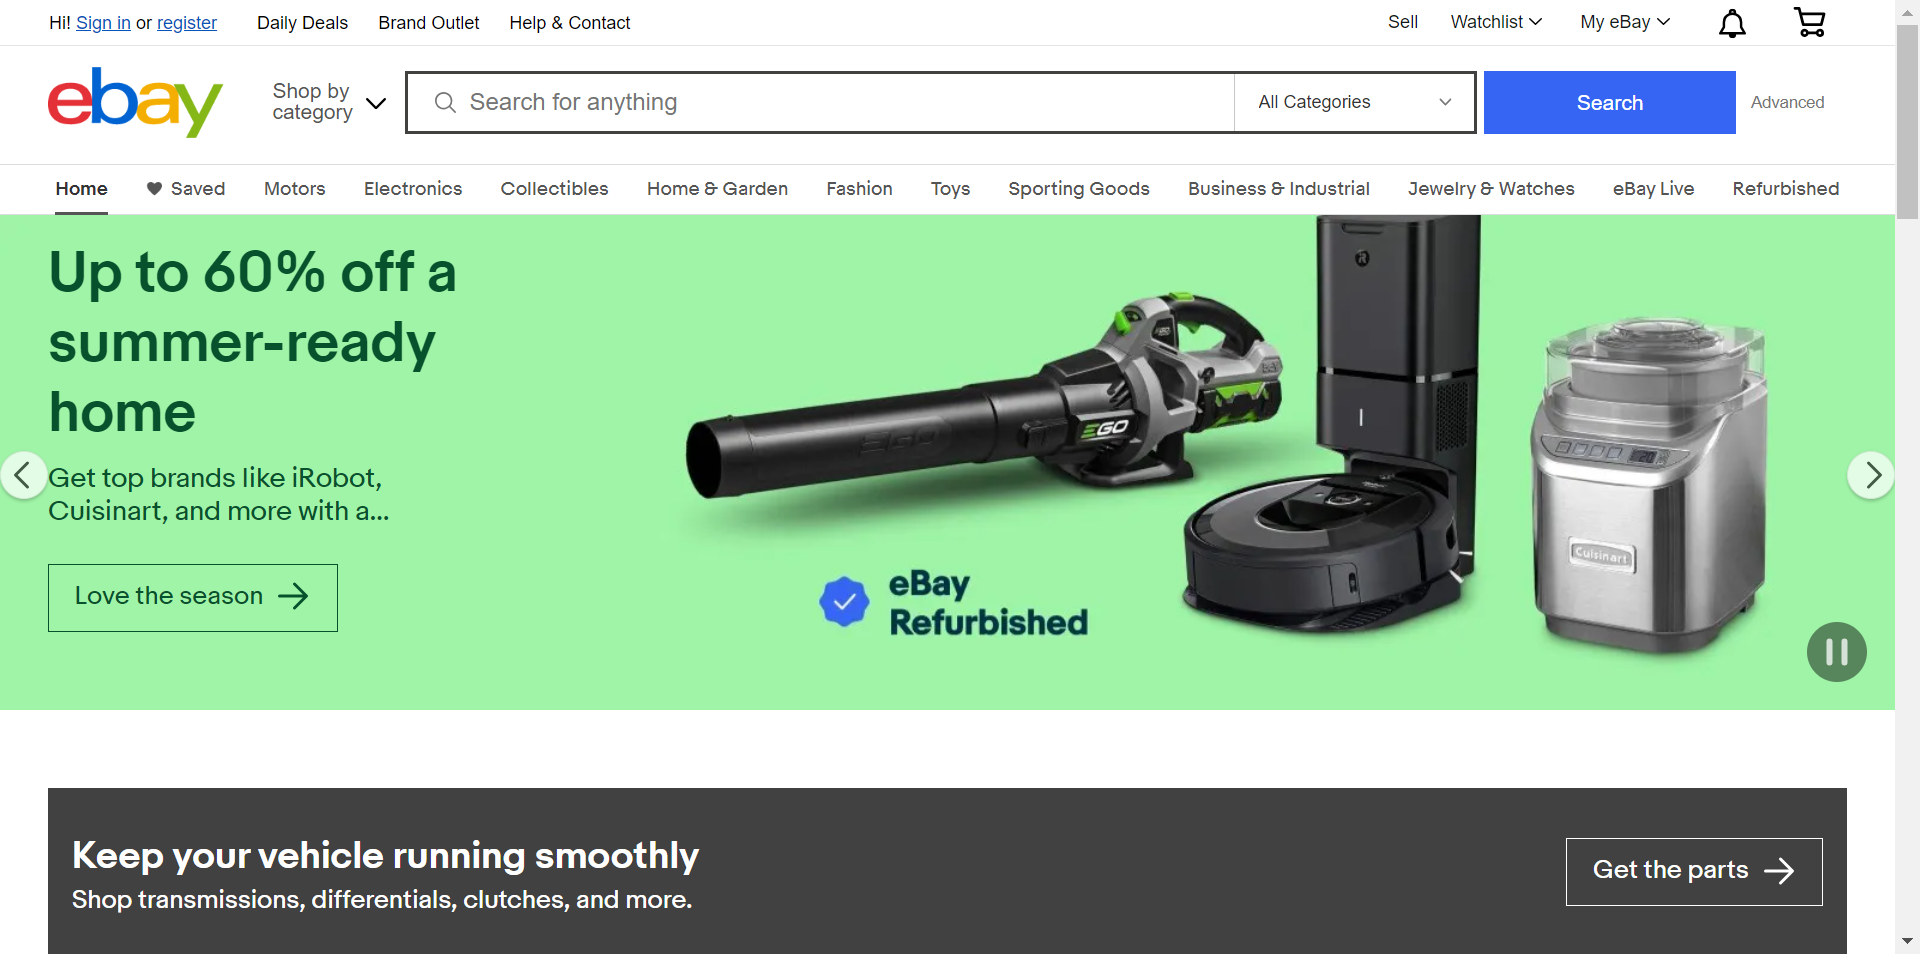 Hi! Sign in or register Daily Deals Brand Outlet Help & Contact Sell Watchlist My eBay
ebay
Shop by
category
Search for anything
All Categories
Search
Advanced
Home Saved Motors Electronics Collectibles Home & Garden Fashion Toys Sporting Goods Business & Industrial Jewelry & Watches eBay Live Refurbished
Up to 60% off a
summer-ready
home
Get top brands like iRobot,
Cuisinart, and more with a...
Love the season
EGO
EGO
Cuisinart
eBay
Refurbished
Keep your vehicle running smoothly
Shop transmissions, differentials, clutches, and more.
Get the parts